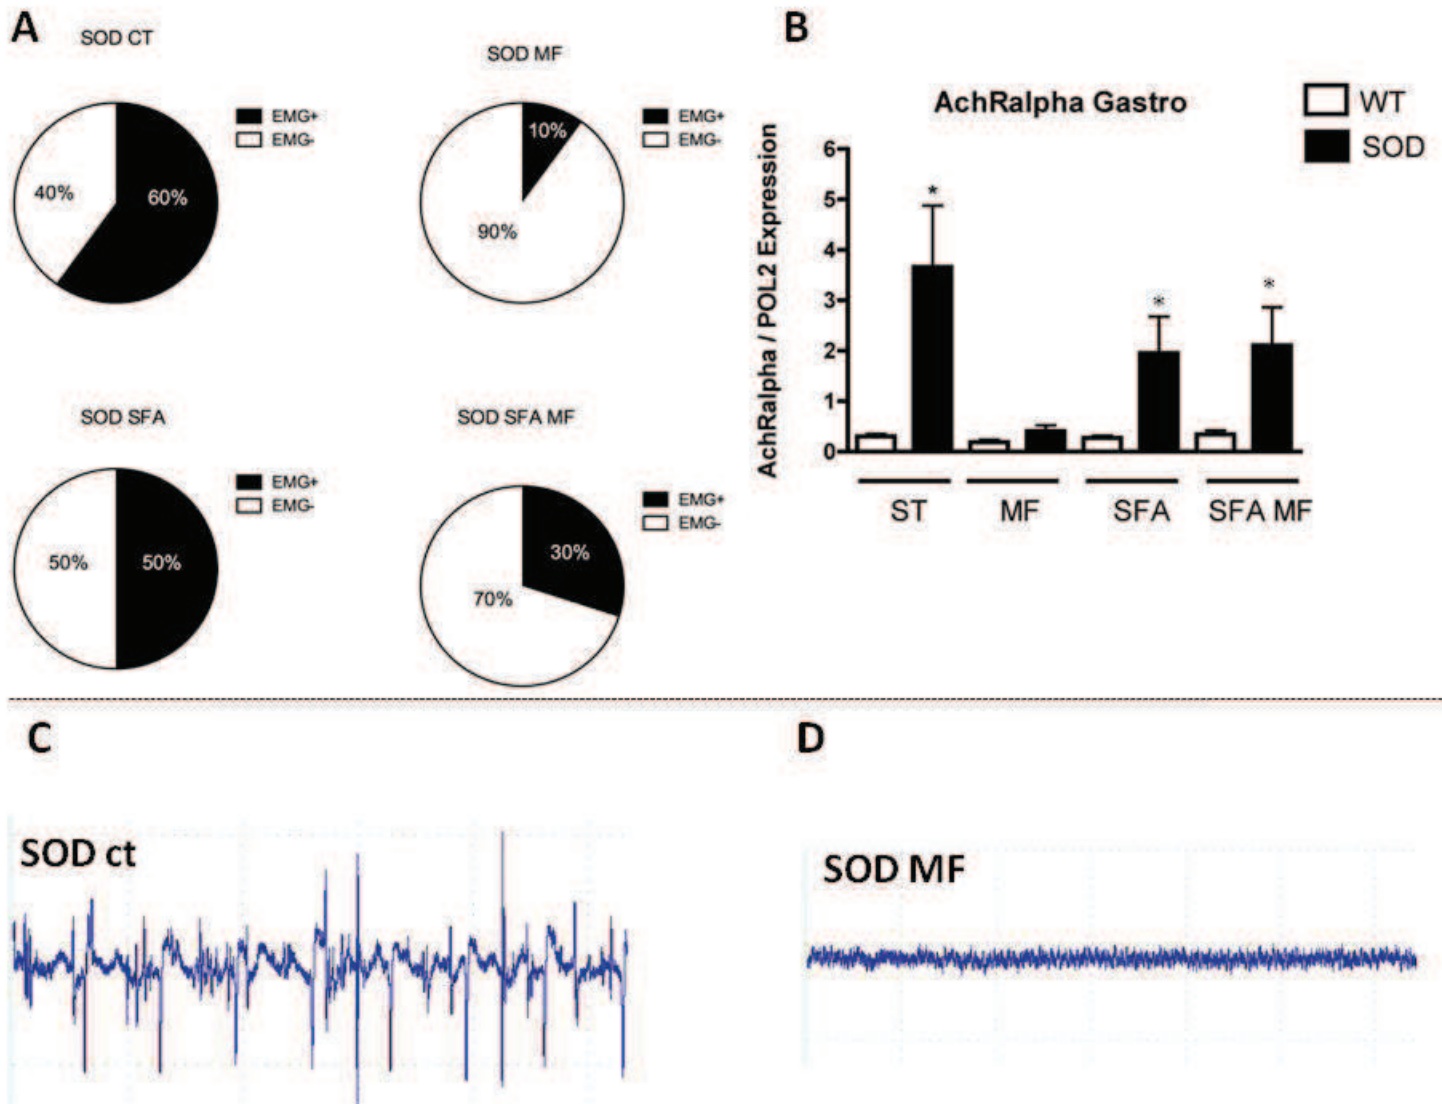 A
SOD CT
EMG+
EMG-
40%
60%
SOD MF
EMG+
EMG-
10%
90%
SOD SFA
EMG+
EMG-
50%
50%
SOD SFA MF
EMG+
EMG-
30%
70%
B
AchRalpha Gastro
WT
SOD
AchRalpha / POL2 Expression
6
5
4
3
2
1
0
*
*
*
ST
MF
SFA
SFA MF
C
SOD ct
D
SOD MF